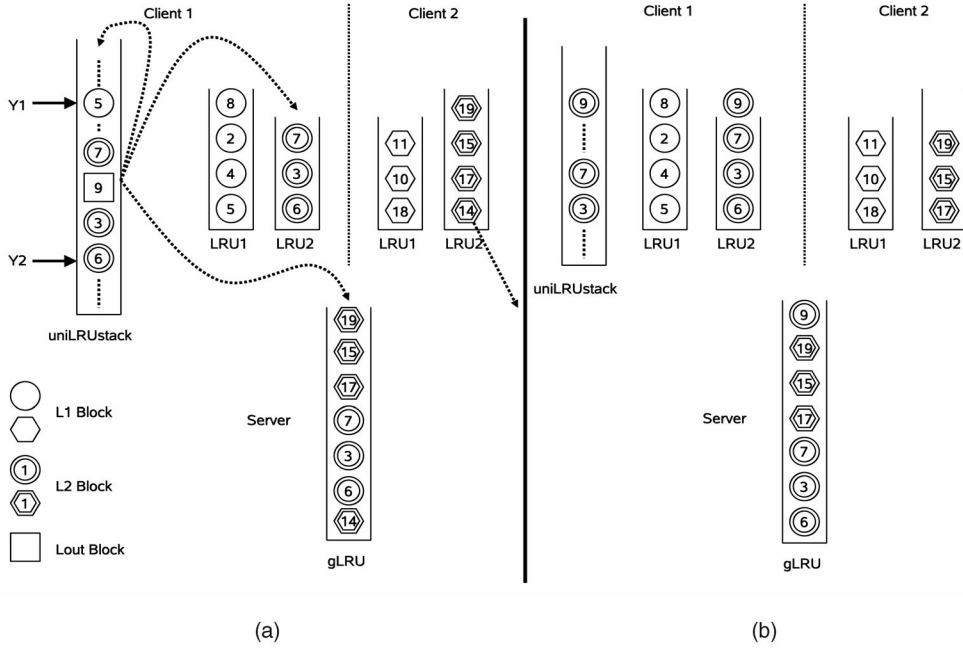 Client 1
Client 2
Client 1
Client 2
Y1
5
7
9
3
6
Y2
uniLRUstack
8
2
4
5
LRU1
7
3
6
LRU2
11
10
18
LRU1
19
15
17
14
LRU2
9
7
3
uniLRUstack
8
2
4
5
LRU1
9
7
3
6
LRU2
11
10
18
LRU1
19
15
17
LRU2
L1 Block
1
1
L2 Block
Lout Block
Server
19
15
17
7
3
6
14
gLRU
Server
9
19
15
17
7
3
6
gLRU
(a)
(b)